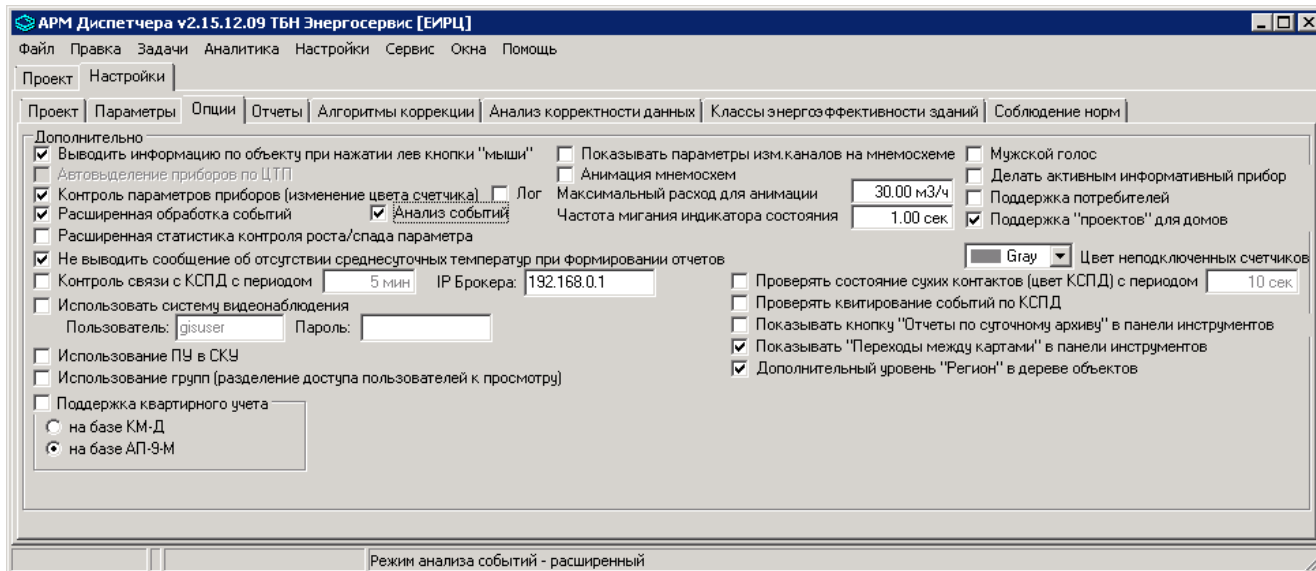 АРМ Диспетчера v2.15.12.09 ТБН Энергосервис [ЕИРЦ]
Файл Правка Задачи Аналитика Настройки Сервис Окна Помощь
Проект Настройки
Проект Параметры Опции Отчеты Алгоритмы коррекции Анализ корректности данных Классы энергоэффективности зданий Соблюдение норм
Дополнительно
Выводить информацию по объекту при нажатии лев кнопки "мыши" Показывать параметры изм.каналов на мнемосхеме Мужской голос
Автовыделение приборов по ЦТП Анимация мнемосхем Делать активным информативный прибор
Контроль параметров приборов (изменение цвета счетчика) Лог Максимальный расход для анимации 30.00 м3/ч Поддержка потребителей
Расширенная обработка событий Анализ событий Частота мигания индикатора состояния 1.00 сек Поддержка "проектов" для домов
Расширенная статистика контроля роста/спада параметра
Не выводить сообщение об отсутствии среднесуточных температур при формировании отчетов Gray Цвет неподключенных счетчиков
Контроль связи с КСПД с периодом 5 мин IP Брокера: 192.168.0.1 Проверять состояние сухих контактов (цвет КСПД) с периодом 10 сек
Использовать систему видеонаблюдения Проверять квитирование событий по КСПД
Пользователь: gisuser Пароль: Показывать кнопку "Отчеты по суточному архиву" в панели инструментов
Использование ПУ в СКУ Показывать "Переходы между картами" в панели инструментов
Использование групп (разделение доступа пользователей к просмотру) Дополнительный уровень "Регион" в дереве объектов
Поддержка квартирного учета
на базе КМ-Д
на базе АП-9-М
Режим анализа событий - расширенный